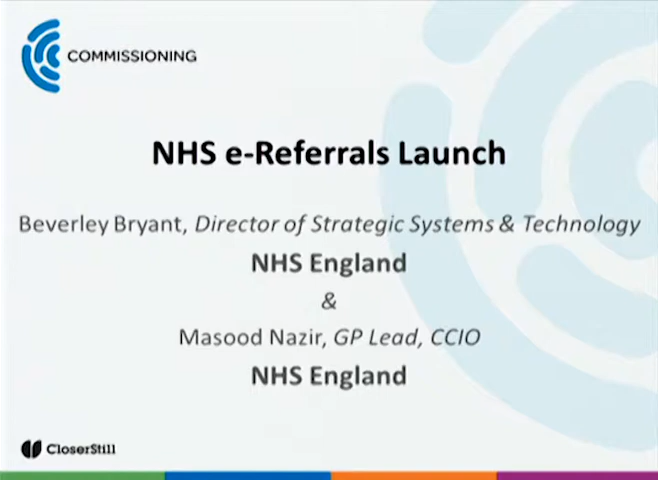 COMMISSIONING
NHS e-Referrals Launch
Beverley Bryant, Director of Strategic Systems & Technology
NHS England
&
Masood Nazir, GP Lead, CCIO
NHS England
CloserStill